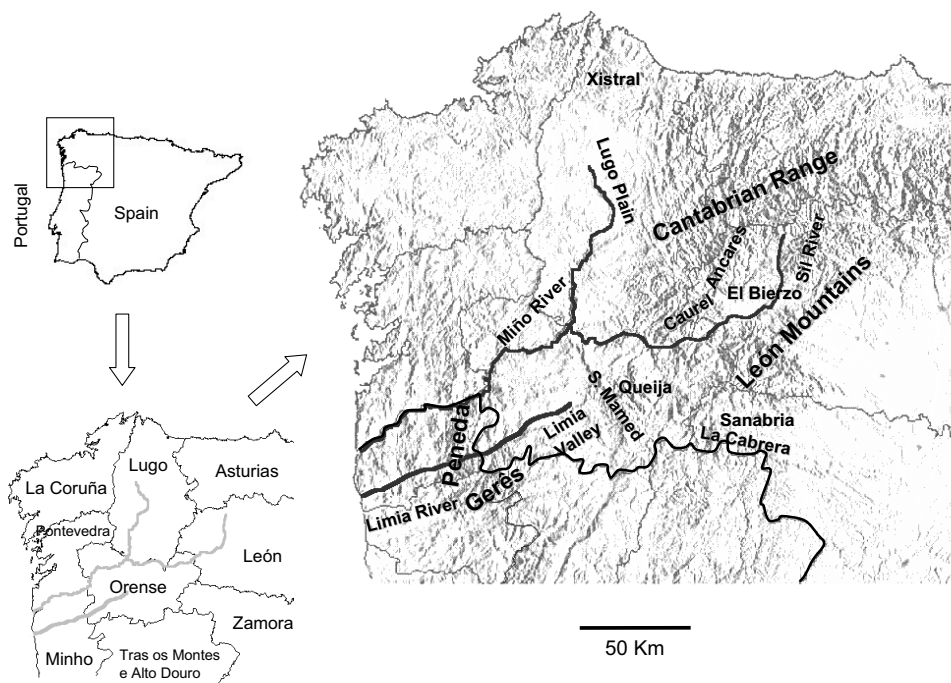 Portugal
Spain
La Coruña
Lugo
Asturias
Pontevedra
León
Orense
Zamora
Minho
Tras os Montes
e Alto Douro
Xistral
Lugo Plain
Cantabrian Range
Ancares
Sil River
El Bierzo
Caurel
Miño River
Leon Mountains
Queija
S. Mamed
Sanabria
La Cabrera
Limia
Valley
Peneda
Gerês
Limia River
50 Km